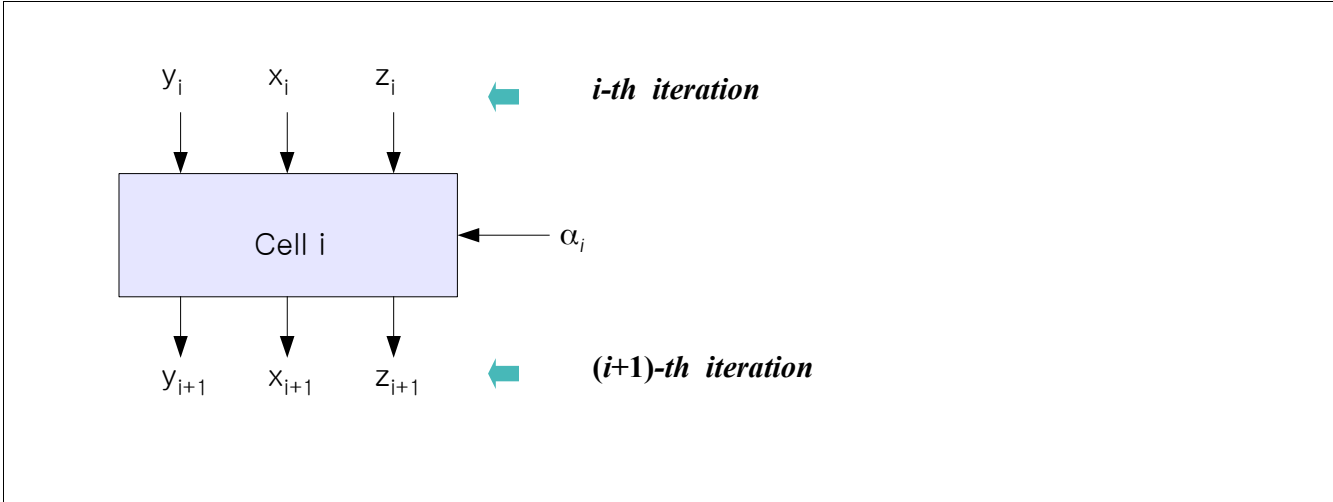 yᵢ xᵢ zᵢ i-th iteration
Cell i αᵢ
yᵢ₊₁ xᵢ₊₁ zᵢ₊₁ (i+1)-th iteration